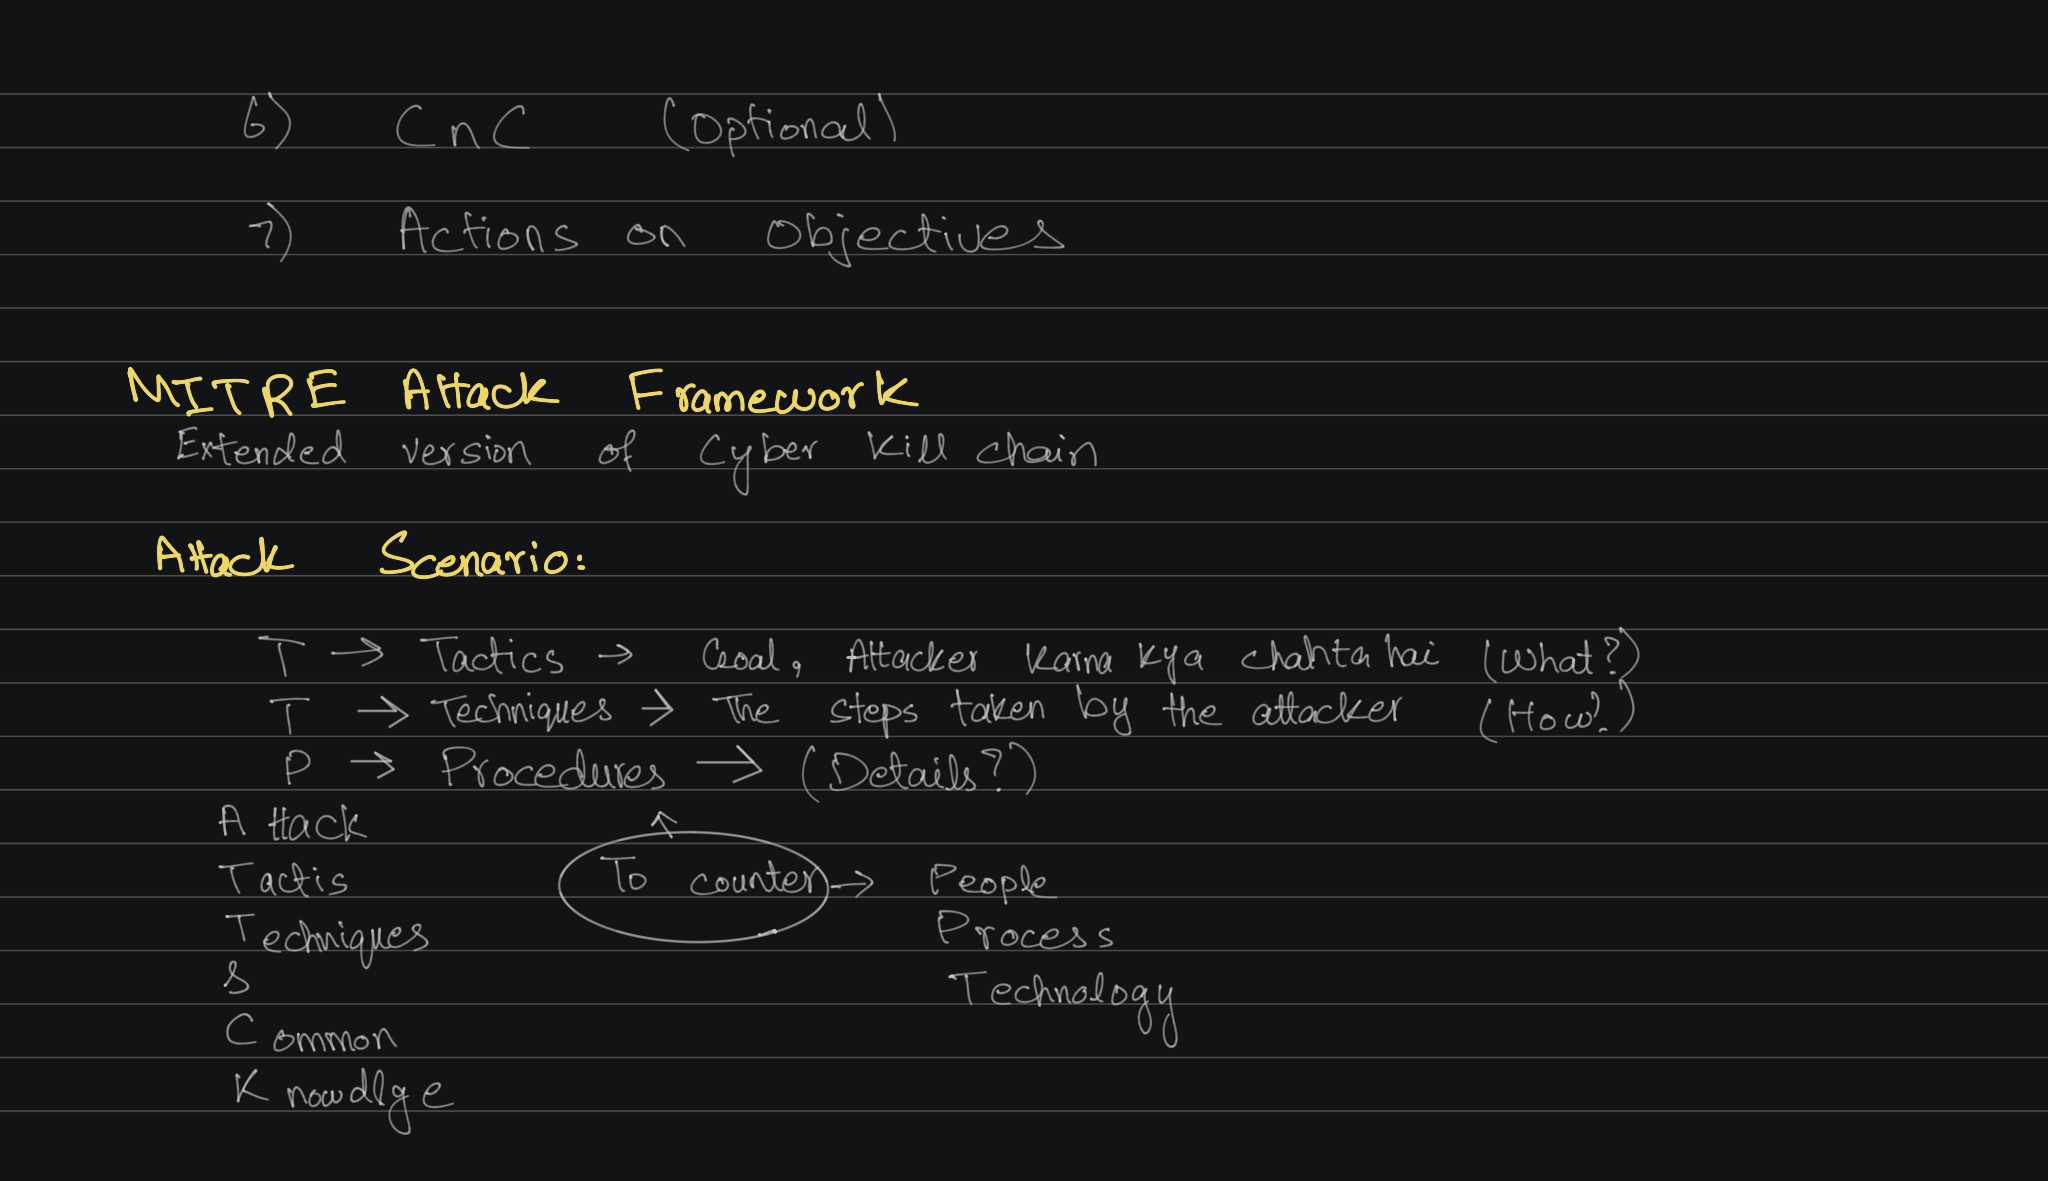 6) CnC (Optional)
7) Actions on Objectives
MITRE Attack Framework
Extended version of Cyber Kill chain
Attack Scenario:
T → Tactics → Goal, Attacker Karna Kya chahta hai (What?)
T → Techniques → The steps taken by the attacker (How?)
P → Procedures → (Details?)
A ttack
Tactis To counter → People
Techniques Process
& Technology
Common
K nowdlge